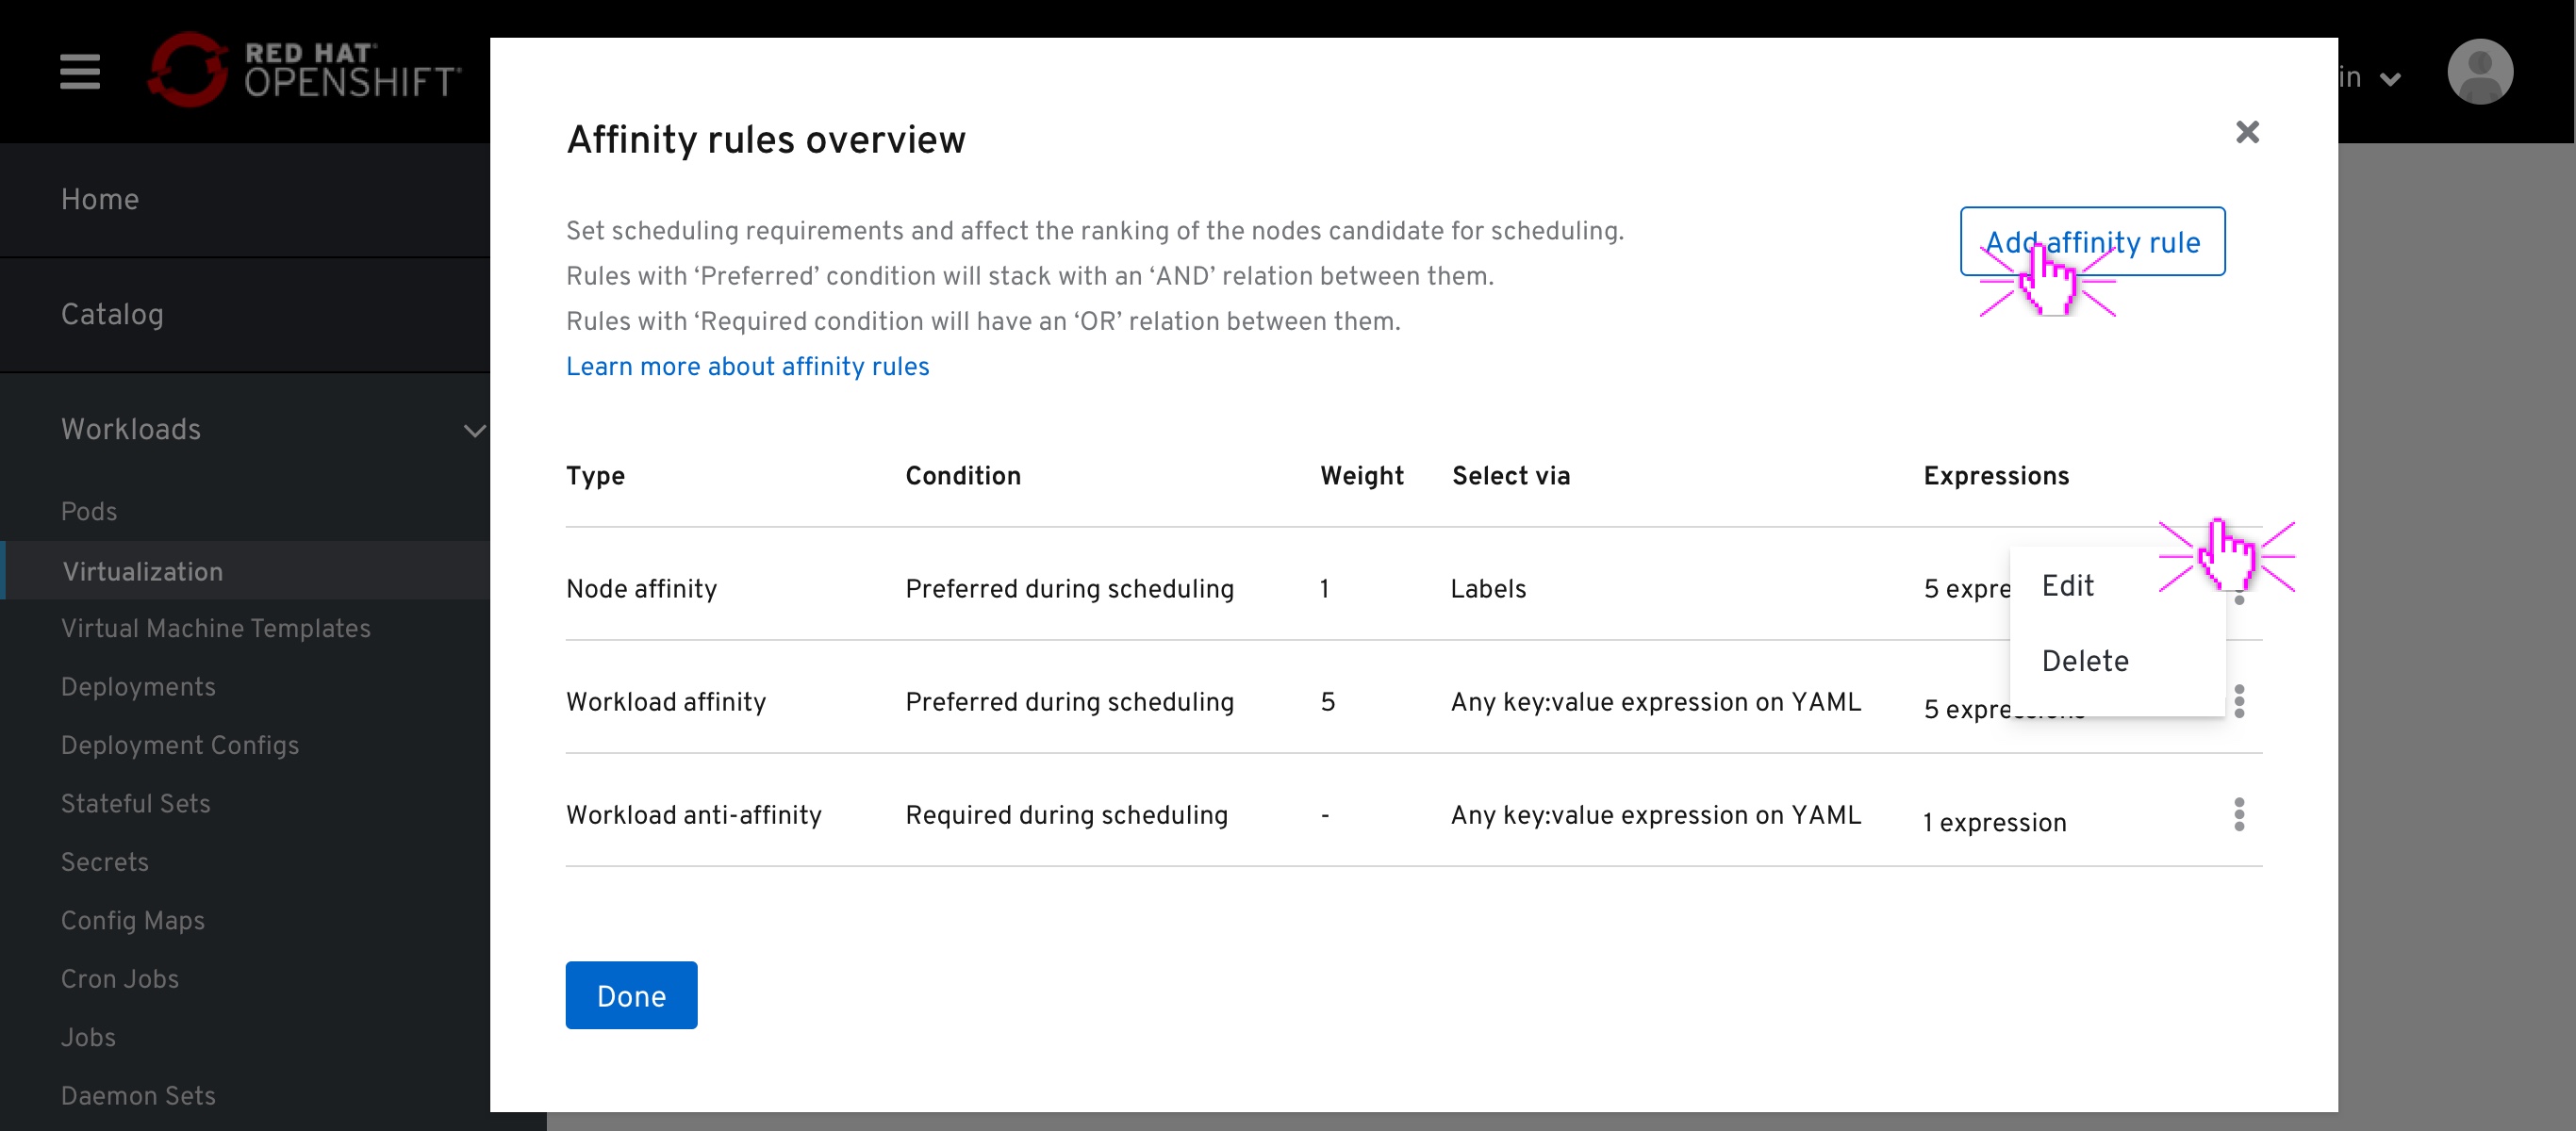 RED HAT
OPENSHIFT
in
Home
Catalog
Workloads
Pods
Virtualization
Virtual Machine Templates
Deployments
Deployment Configs
Stateful Sets
Secrets
Config Maps
Cron Jobs
Jobs
Daemon Sets
Affinity rules overview
Set scheduling requirements and affect the ranking of the nodes candidate for scheduling.
Rules with ‘Preferred’ condition will stack with an ‘AND’ relation between them.
Rules with ‘Required condition will have an ‘OR’ relation between them.
Learn more about affinity rules
Add affinity rule
Type Condition Weight Select via Expressions
Node affinity Preferred during scheduling 1 Labels 5 expre
Edit
Delete
Workload affinity Preferred during scheduling 5 Any key:value expression on YAML 5 expressions
Workload anti-affinity Required during scheduling - Any key:value expression on YAML 1 expression
Done